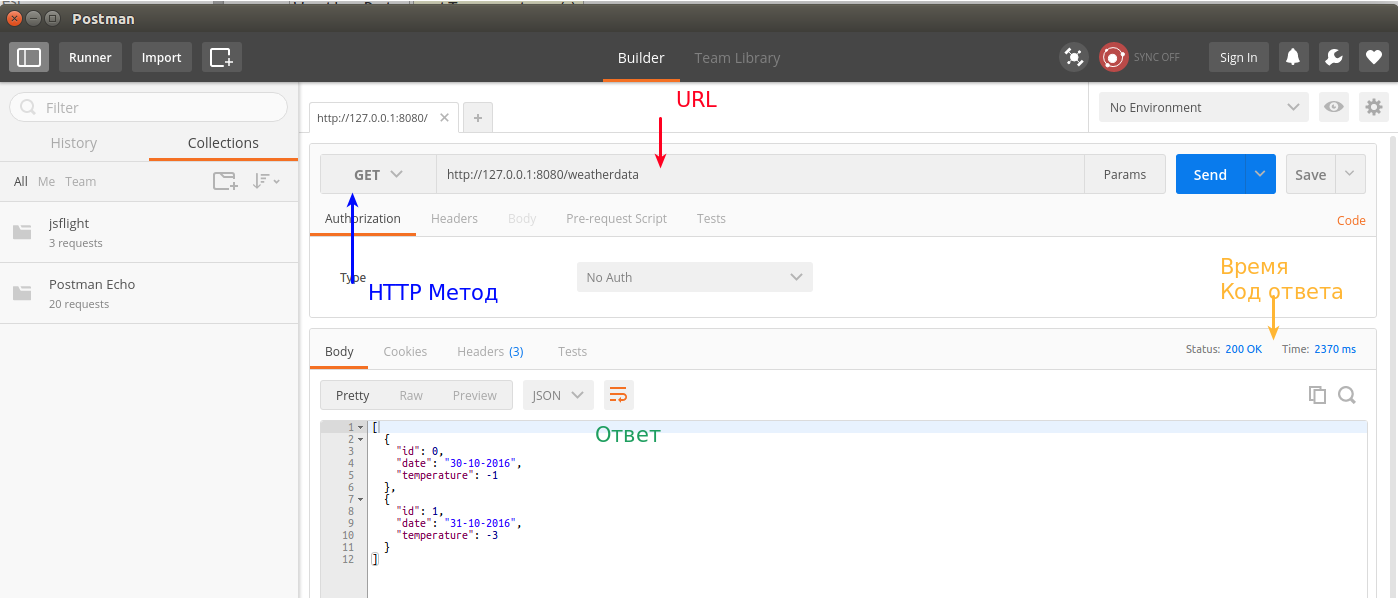 Postman
Runner Import Builder Team Library SYNC OFF Sign In
Filter
History Collections
All Me Team
jsflight
3 requests
Postman Echo
20 requests
http://127.0.0.1:8080/ No Environment
URL
GET http://127.0.0.1:8080/weatherdata Params Send Save
Authorization Headers Body Pre-request Script Tests Code
Type No Auth
HTTP Метод
Время
Код ответа
Body Cookies Headers (3) Tests Status: 200 OK Time: 2370 ms
Pretty Raw Preview JSON
Ответ
1 [
2 {
3 "id": 0,
4 "date": "30-10-2016",
5 "temperature": -1
6 },
7 {
8 "id": 1,
9 "date": "31-10-2016",
10 "temperature": -3
11 }
12 ]